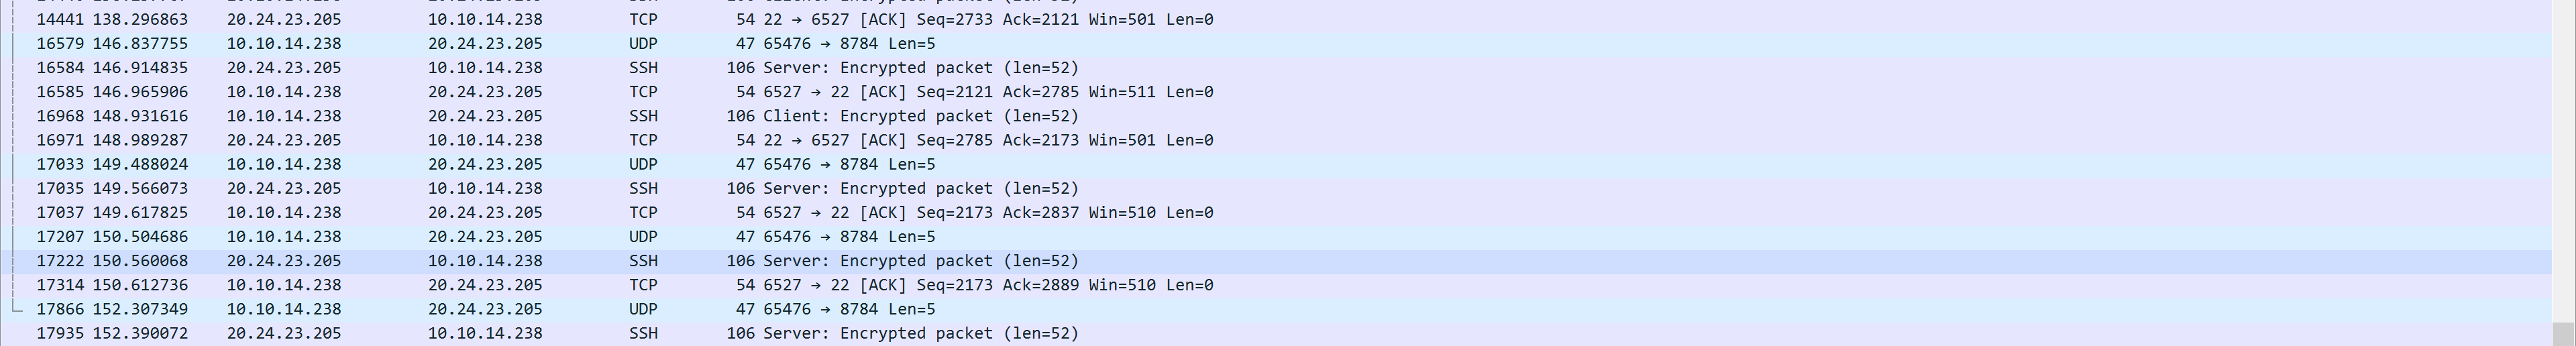 14441 138.296863 20.24.23.205 10.10.14.238 TCP 54 22 → 6527 [ACK] Seq=2733 Ack=2121 Win=501 Len=0
16579 146.837755 10.10.14.238 20.24.23.205 UDP 47 65476 → 8784 Len=5
16584 146.914835 20.24.23.205 10.10.14.238 SSH 106 Server: Encrypted packet (len=52)
16585 146.965906 10.10.14.238 20.24.23.205 TCP 54 6527 → 22 [ACK] Seq=2121 Ack=2785 Win=511 Len=0
16968 148.931616 10.10.14.238 20.24.23.205 SSH 106 Client: Encrypted packet (len=52)
16971 148.989287 20.24.23.205 10.10.14.238 TCP 54 22 → 6527 [ACK] Seq=2785 Ack=2173 Win=501 Len=0
17033 149.488024 10.10.14.238 20.24.23.205 UDP 47 65476 → 8784 Len=5
17035 149.566073 20.24.23.205 10.10.14.238 SSH 106 Server: Encrypted packet (len=52)
17037 149.617825 10.10.14.238 20.24.23.205 TCP 54 6527 → 22 [ACK] Seq=2173 Ack=2837 Win=510 Len=0
17207 150.504686 10.10.14.238 20.24.23.205 UDP 47 65476 → 8784 Len=5
17222 150.560068 20.24.23.205 10.10.14.238 SSH 106 Server: Encrypted packet (len=52)
17314 150.612736 10.10.14.238 20.24.23.205 TCP 54 6527 → 22 [ACK] Seq=2173 Ack=2889 Win=510 Len=0
17866 152.307349 10.10.14.238 20.24.23.205 UDP 47 65476 → 8784 Len=5
17935 152.390072 20.24.23.205 10.10.14.238 SSH 106 Server: Encrypted packet (len=52)